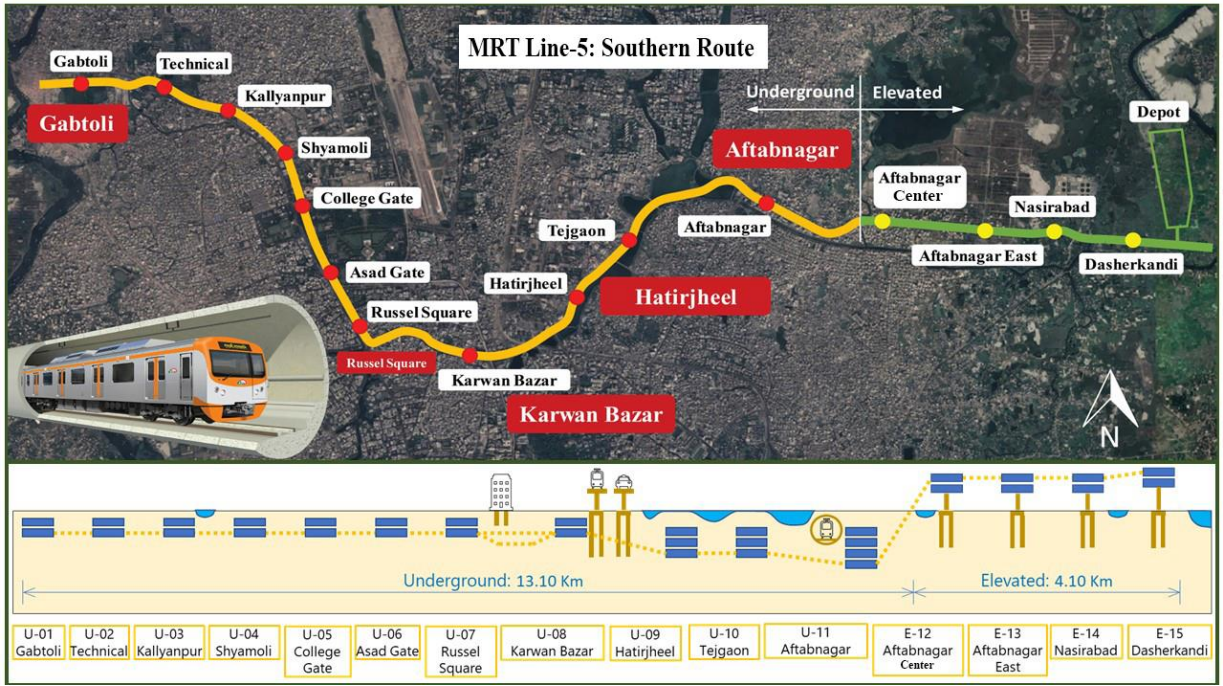 MRT Line-5: Southern Route
Underground
Elevated
Gabtoli
Technical
Kallyanpur
Gabtoli
Shyamoli
College Gate
Asad Gate
Russel Square
Russel Square
Karwan Bazar
Karwan Bazar
Hatirjheel
Tejgaon
Hatirjheel
Aftabnagar
Aftabnagar
Aftabnagar
Center
Aftabnagar East
Nasirabad
Dasherkandi
Depot
N
Underground: 13.10 Km
Elevated: 4.10 Km
U-01
Gabtoli
U-02
Technical
U-03
Kallyanpur
U-04
Shyamoli
U-05
College
Gate
U-06
Asad Gate
U-07
Russel
Square
U-08
Karwan Bazar
U-09
Hatirjheel
U-10
Tejgaon
U-11
Aftabnagar
E-12
Aftabnagar
Center
E-13
Aftabnagar
East
E-14
Nasirabad
E-15
Dasherkandi